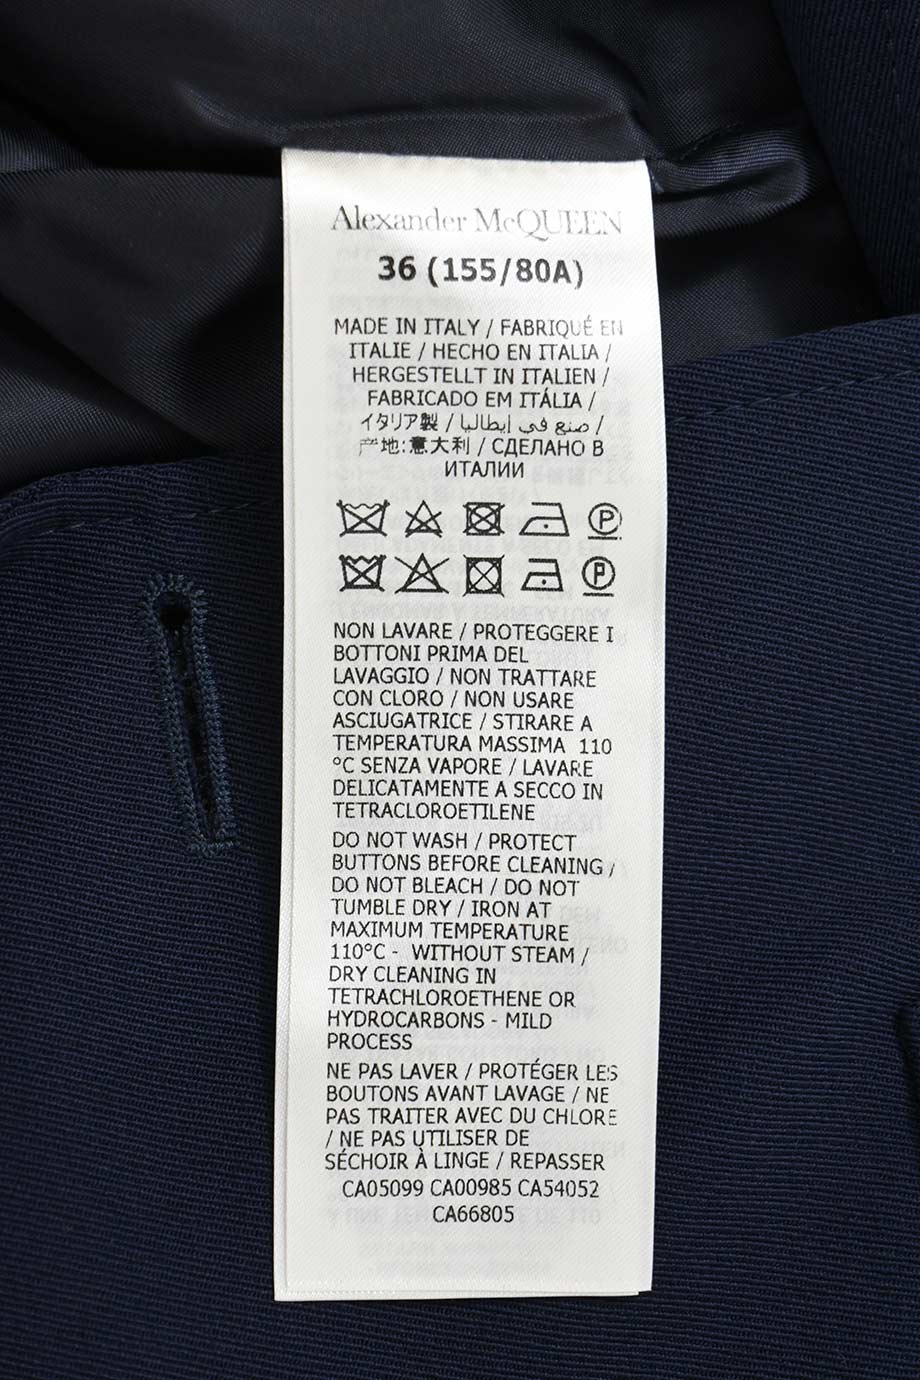 Alexander McQUEEN
36 (155/80A)
MADE IN ITALY / FABRIQUÉ EN
ITALIE / HECHO EN ITALIA /
HERGESTELLT IN ITALIEN /
FABRICADO EM ITÁLIA /
イタリア製 / صنع في إيطاليا /
产地:意大利 / СДЕЛАНО В
ИТАЛИИ
P
P
NON LAVARE / PROTEGGERE I
BOTTONI PRIMA DEL
LAVAGGIO / NON TRATTARE
CON CLORO / NON USARE
ASCIUGATRICE / STIRARE A
TEMPERATURA MASSIMA 110
°C SENZA VAPORE / LAVARE
DELICATAMENTE A SECCO IN
TETRACLOROETILENE
DO NOT WASH / PROTECT
BUTTONS BEFORE CLEANING /
DO NOT BLEACH / DO NOT
TUMBLE DRY / IRON AT
MAXIMUM TEMPERATURE
110°C - WITHOUT STEAM /
DRY CLEANING IN
TETRACHLOROETHENE OR
HYDROCARBONS - MILD
PROCESS
NE PAS LAVER / PROTÉGER LES
BOUTONS AVANT LAVAGE / NE
PAS TRAITER AVEC DU CHLORE
/ NE PAS UTILISER DE
SÉCHOIR À LINGE / REPASSER
CA05099 CA00985 CA54052
CA66805